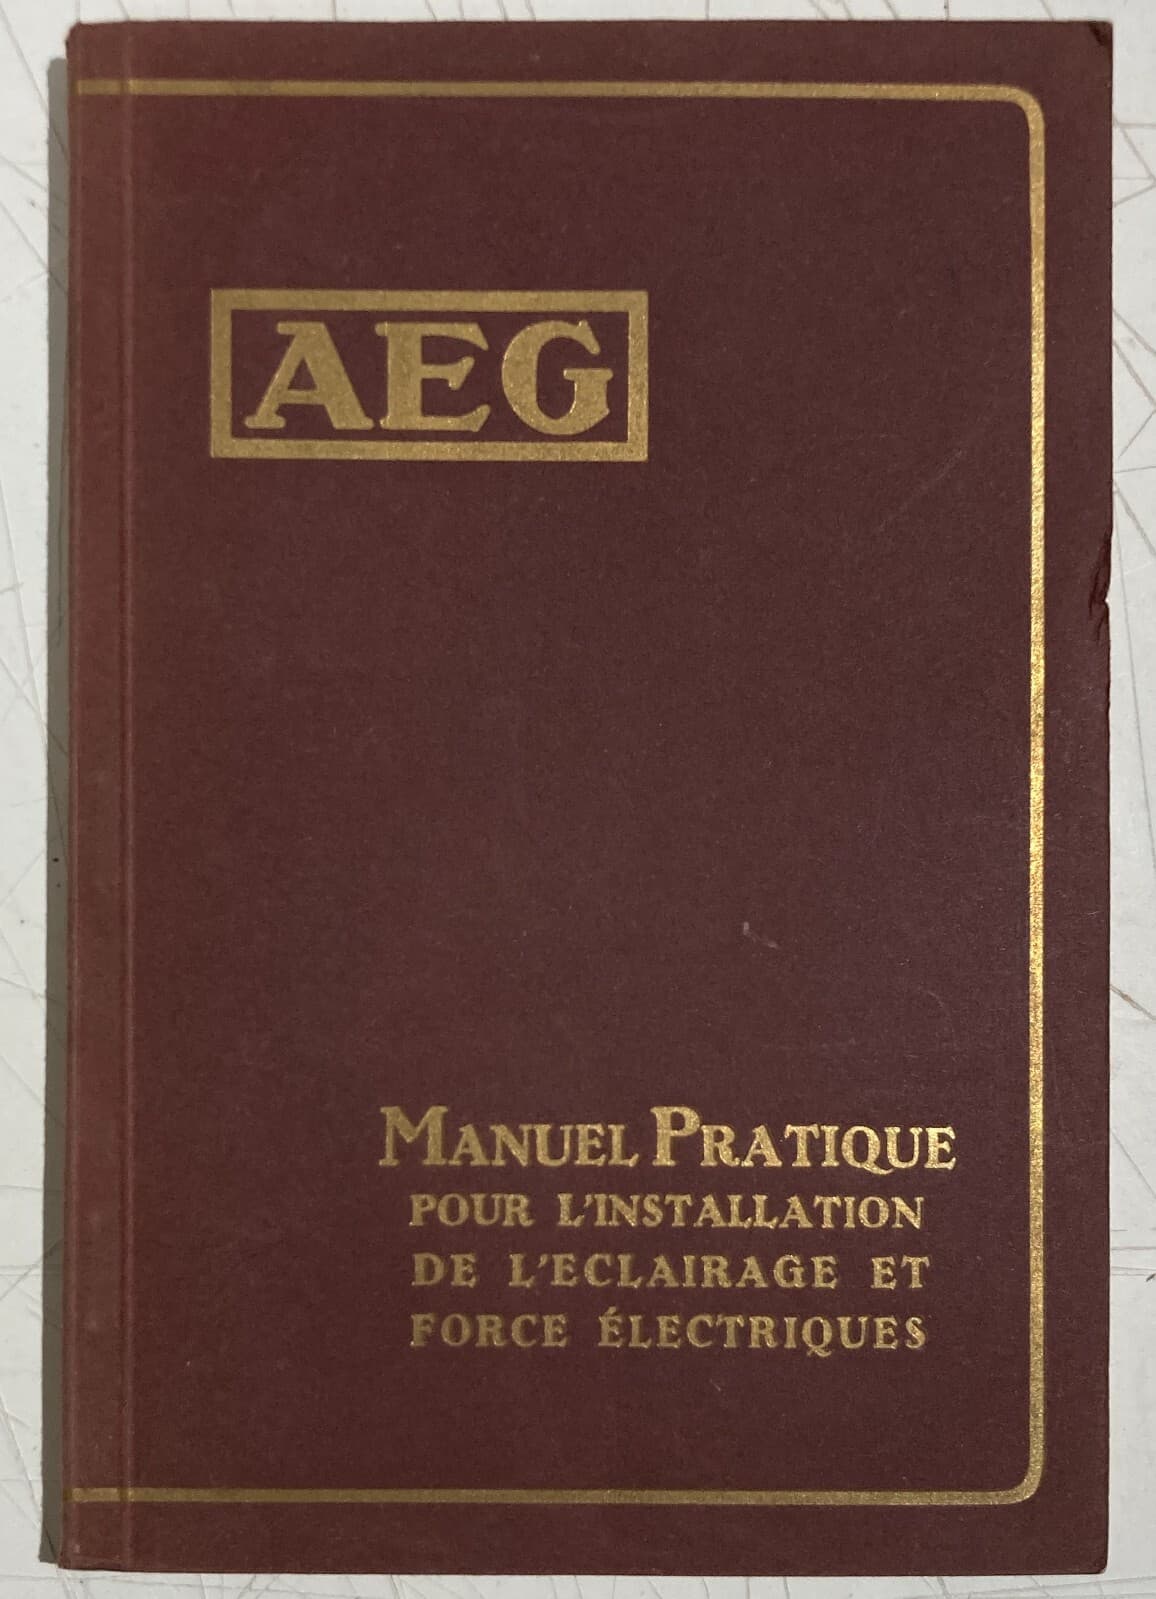 AEG
MANUEL PRATIQUE
POUR L'INSTALLATION
DE L'ECLAIRAGE ET
FORCE ÉLECTRIQUES